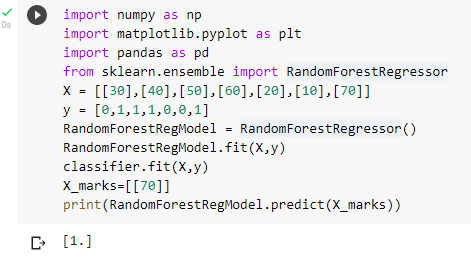 0s
import numpy as np
import matplotlib.pyplot as plt
import pandas as pd
from sklearn.ensemble import RandomForestRegressor
X = [[30],[40],[50],[60],[20],[10],[70]]
y = [0,1,1,1,0,0,1]
RandomForestRegModel = RandomForestRegressor()
RandomForestRegModel.fit(X,y)
classifier.fit(X,y)
X_marks=[[70]]
print(RandomForestRegModel.predict(X_marks))
[1.]